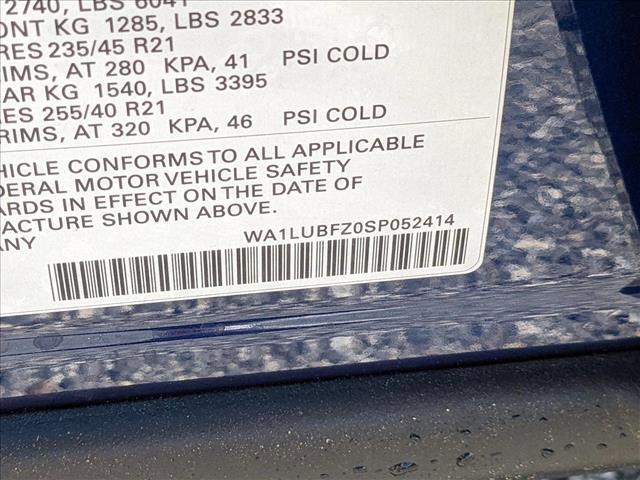 2740, LBS 6041
ONT KG 1285, LBS 2833
RES 235/45 R21
RIMS, AT 280 KPA, 41 PSI COLD
AR KG 1540, LBS 3395
ES 255/40 R21
RIMS, AT 320 KPA, 46 PSI COLD
HICLE CONFORMS TO ALL APPLICABLE
DERAL MOTOR VEHICLE SAFETY
ARDS IN EFFECT ON THE DATE OF
FACTURE SHOWN ABOVE.
ANY
WA1LUBFZ0SP052414